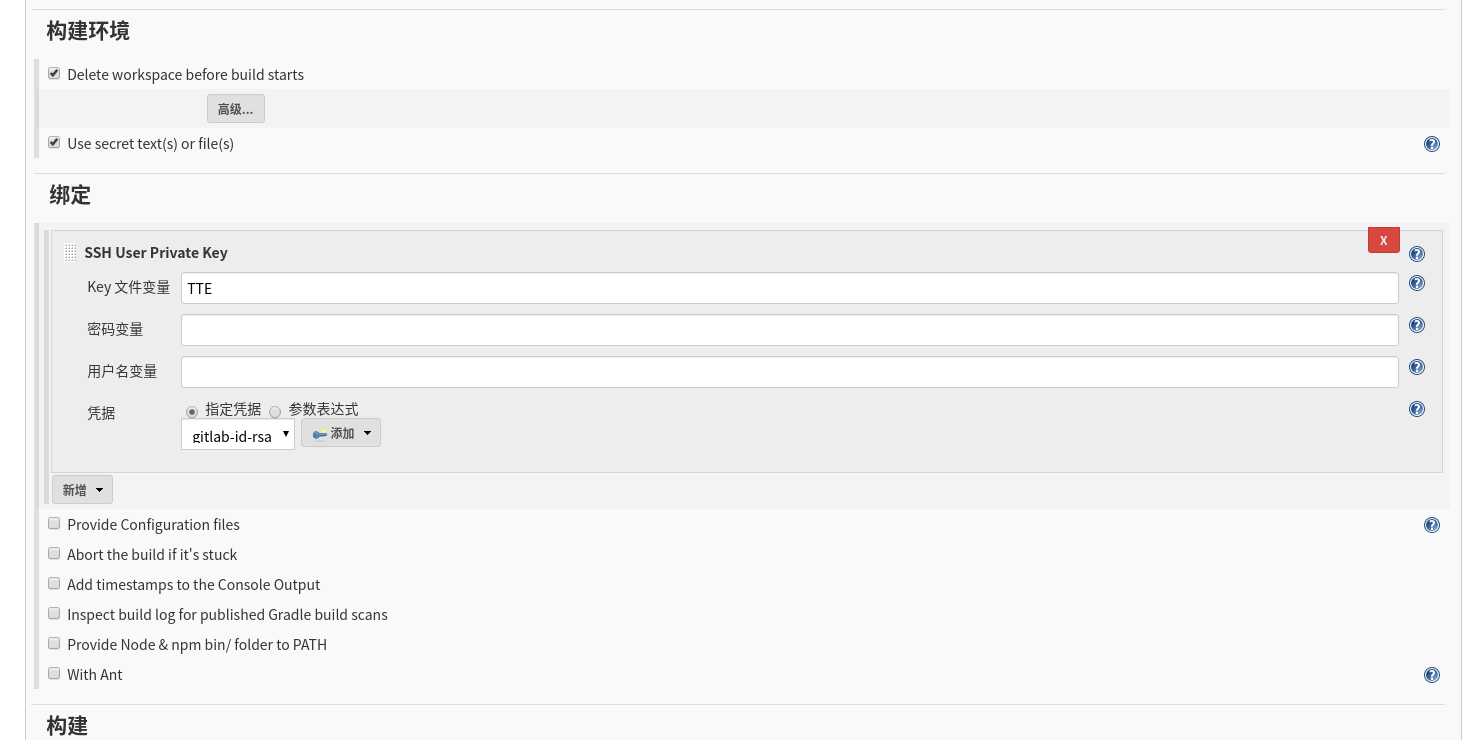 构建环境
Delete workspace before build starts
高级...
Use secret text(s) or file(s)
绑定
X
SSH User Private Key
Key 文件变量 TTE
密码变量
用户名变量
凭据 指定凭据 参数表达式
gitlab-id-rsa 添加
新增
Provide Configuration files
Abort the build if it's stuck
Add timestamps to the Console Output
Inspect build log for published Gradle build scans
Provide Node & npm bin/ folder to PATH
With Ant
构建